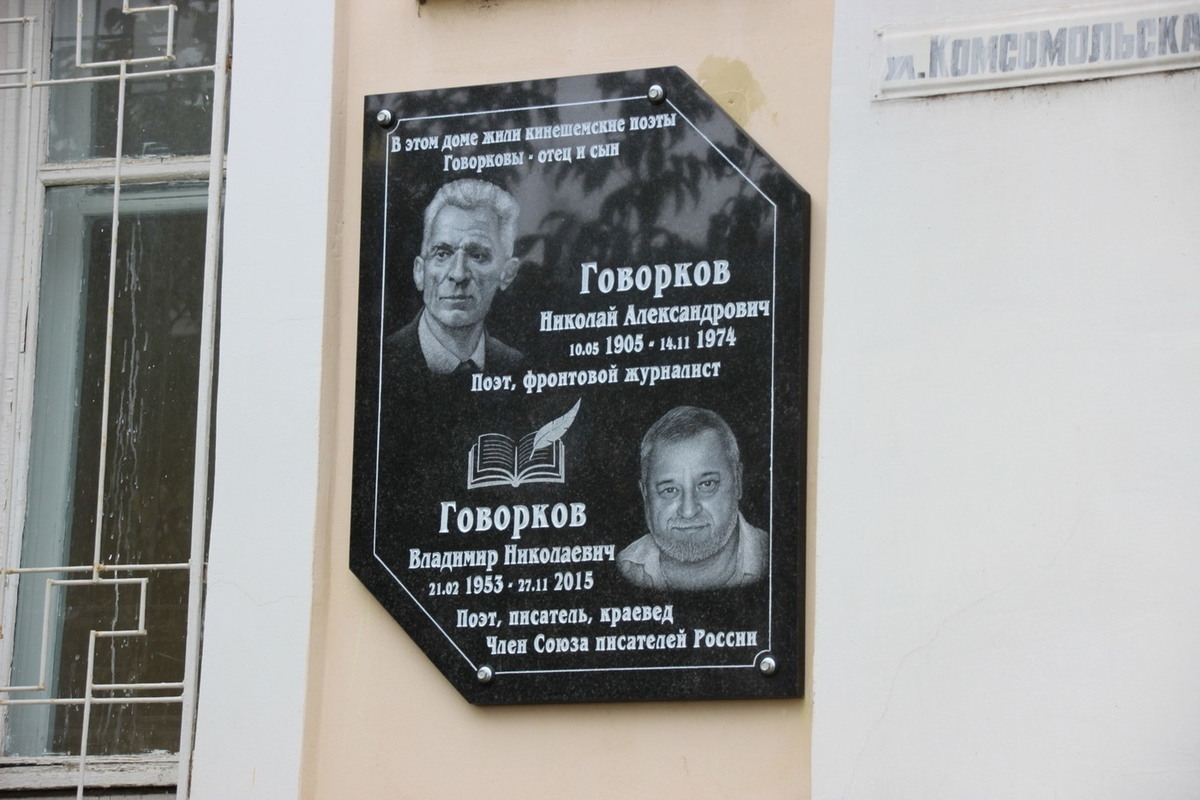 В этом доме жили кинешемские поэты
Говорковы - отец и сын
Говорков
Николай Александрович
10.05 1905 - 14.11 1974
Поэт, фронтовой журналист
Говорков
Владимир Николаевич
21.02 1953 - 27.11 2015
Поэт, писатель, краевед
Член Союза писателей России
ул. Комсомольска